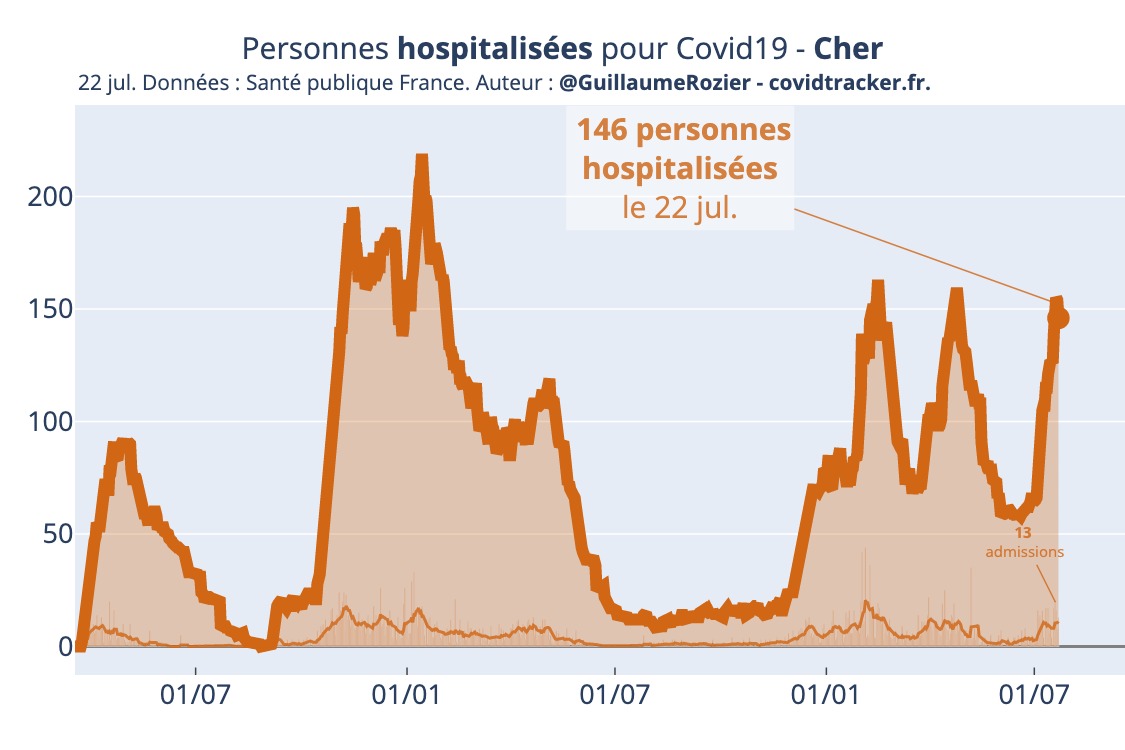 Personnes hospitalisées pour Covid19 - Cher
22 jul. Données : Santé publique France. Auteur : @GuillaumeRozier - covidtracker.fr.
146 personnes
hospitalisées
le 22 jul.
200
150
100
50
0
13
admissions
01/07
01/01
01/07
01/01
01/07